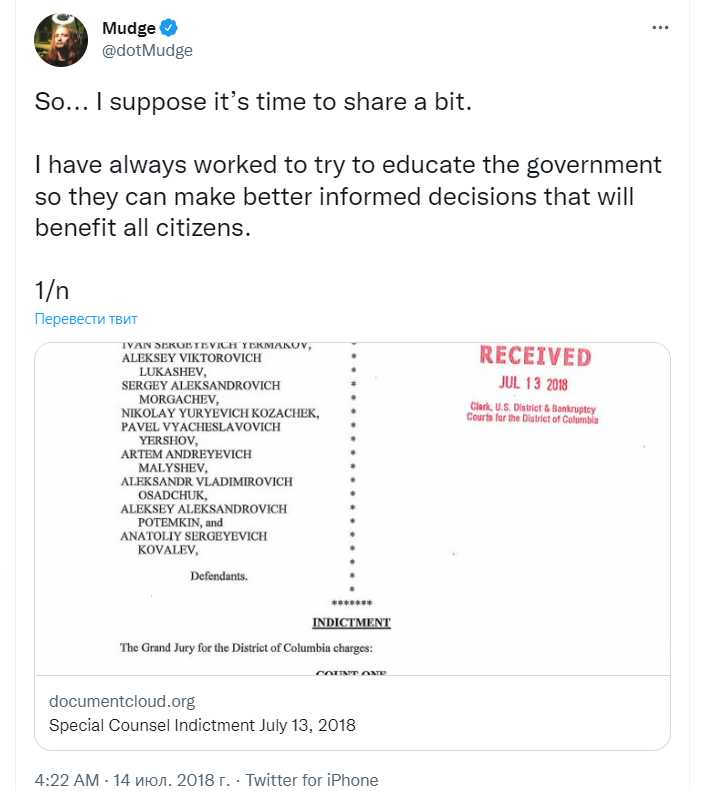 Mudge
@dotMudge
So... I suppose it's time to share a bit.
I have always worked to try to educate the government
so they can make better informed decisions that will
benefit all citizens.
1/n
Перевести твит
IVAN SERGEYEVICH YERMAKOV, *
ALEKSEY VIKTOROVICH *
LUKASHEV, *
SERGEY ALEKSANDROVICH *
MORGACHEV, *
NIKOLAY YURYEVICH KOZACHEK, *
PAVEL VYACHESLAVOVICH *
YERSHOV, *
ARTEM ANDREYEVICH *
MALYSHEV, *
ALEKSANDR VLADIMIROVICH *
OSADCHUK, *
ALEKSEY ALEKSANDROVICH *
POTEMKIN, and *
ANATOLIY SERGEYEVICH *
KOVALEV, *
*
Defendants. *
*
*******
RECEIVED
JUL 13 2018
Clerk, U.S. District & Bankruptcy
Courts for the District of Columbia
INDICTMENT
The Grand Jury for the District of Columbia charges:
COUNT ONE
documentcloud.org
Special Counsel Indictment July 13, 2018
4:22 AM · 14 июл. 2018 г. · Twitter for iPhone